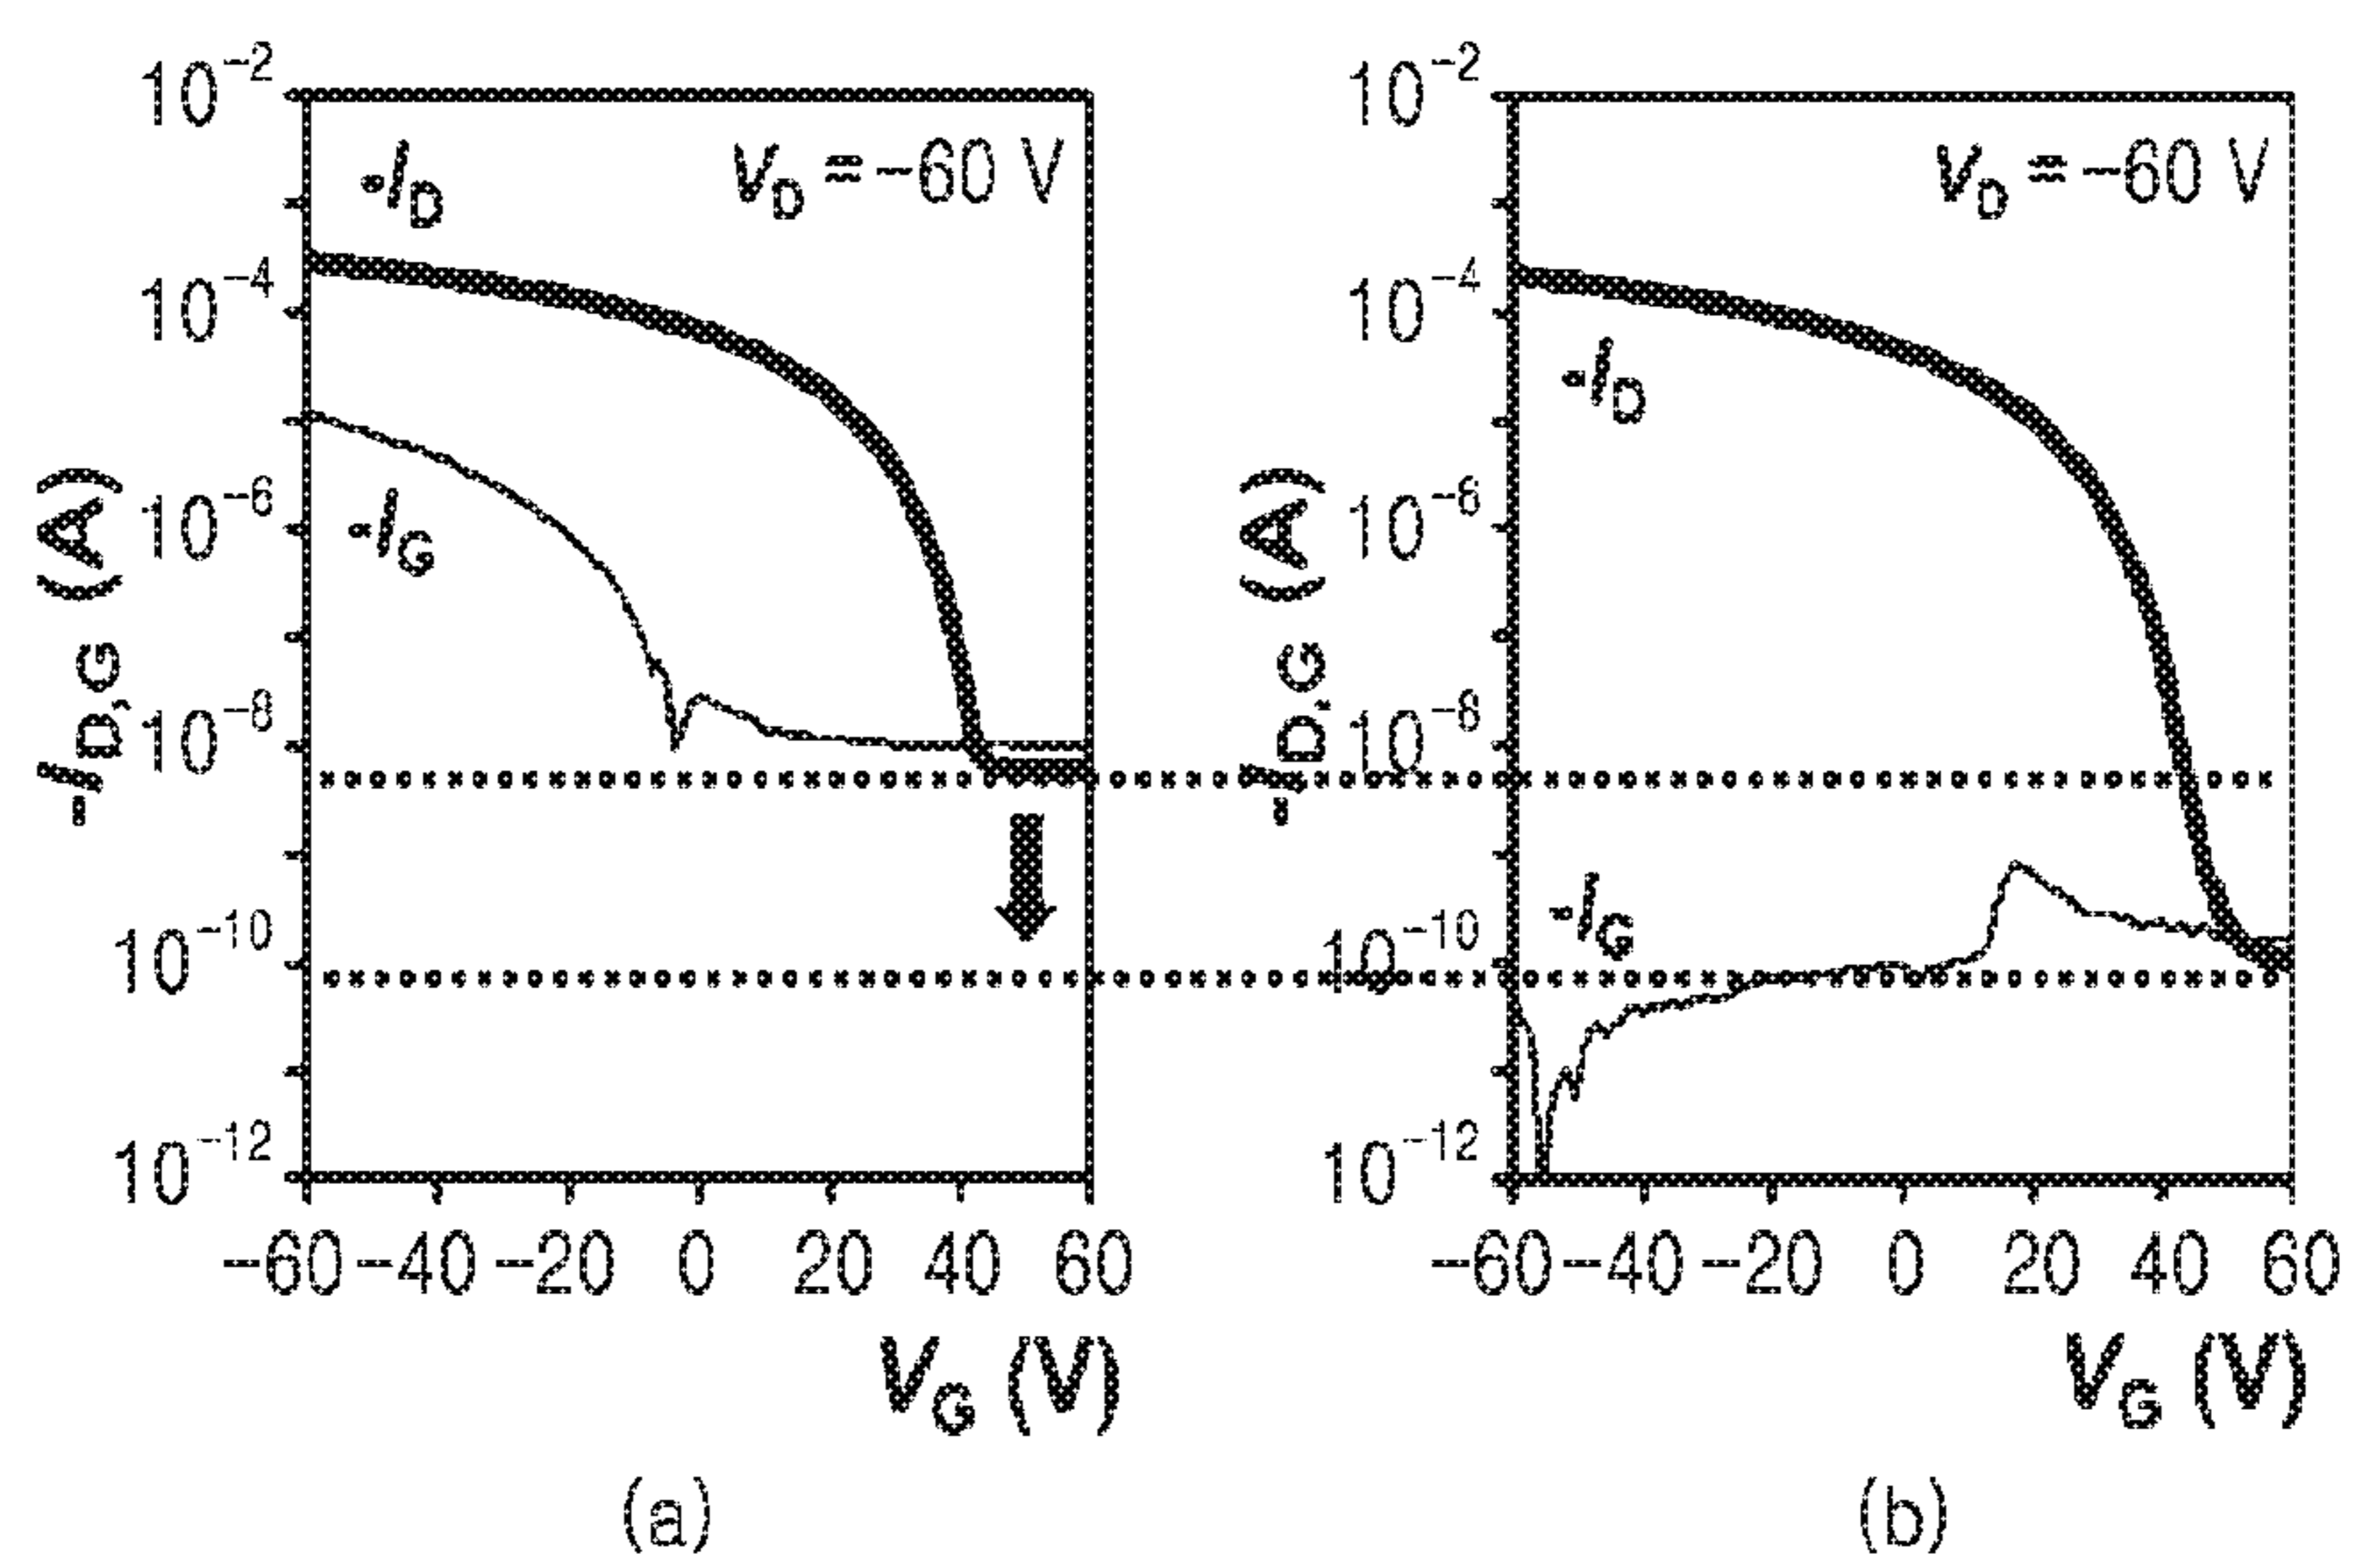 10⁻²
10⁻⁴
10⁻⁶
10⁻⁸
10⁻¹⁰
10⁻¹²
-I_D,G (A)
-I_D
V_D = -60 V
-I_G
-60 -40 -20 0 20 40 60
V_G (V)
(a)
10⁻²
10⁻⁴
10⁻⁶
10⁻⁸
10⁻¹⁰
10⁻¹²
-I_D,G (A)
V_D = -60 V
-I_D
-I_G
-60 -40 -20 0 20 40 60
V_G (V)
(b)